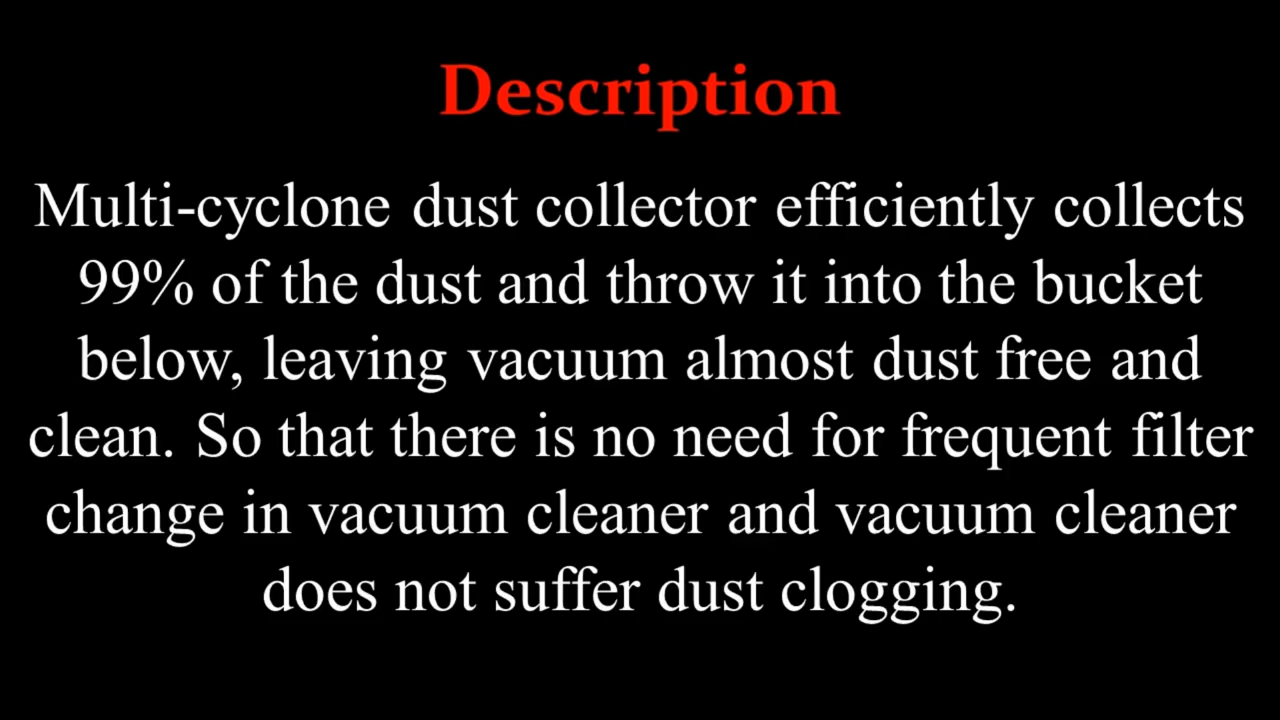 Description
Multi-cyclone dust collector efficiently collects
99% of the dust and throw it into the bucket
below, leaving vacuum almost dust free and
clean. So that there is no need for frequent filter
change in vacuum cleaner and vacuum cleaner
does not suffer dust clogging.